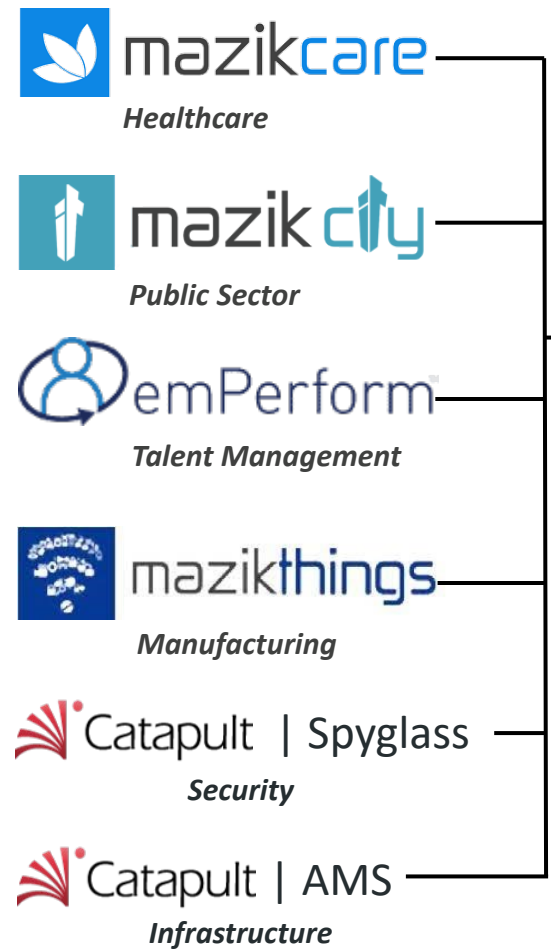 mazikcare
Healthcare
mazik city
Public Sector
emPerform
Talent Management
mazikthings
Manufacturing
Catapult | Spyglass
Security
Catapult | AMS
Infrastructure